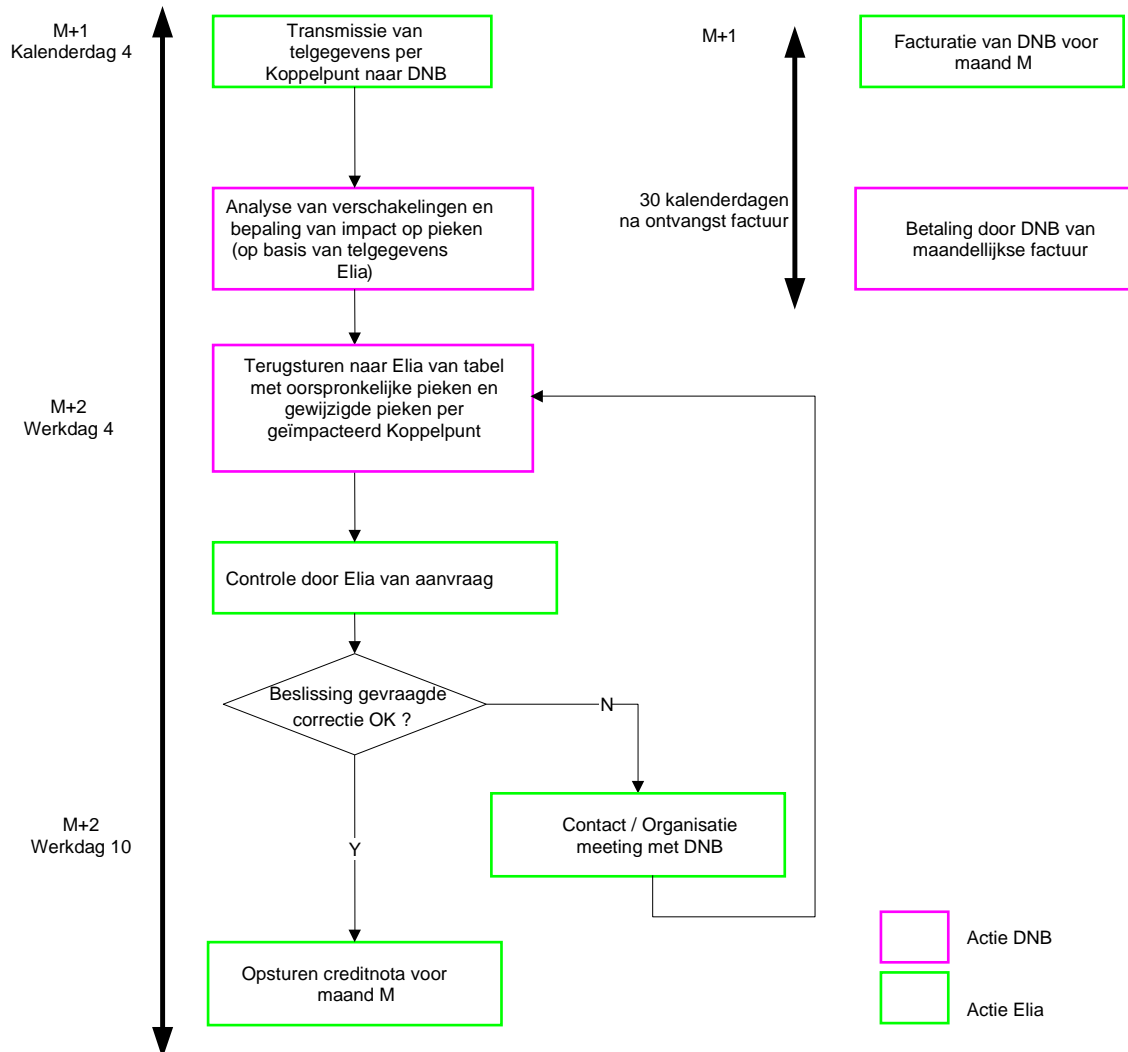 M+1
Kalenderdag 4
Transmissie van
telgegevens per
Koppelpunt naar DNB
M+1
Facturatie van DNB voor
maand M
Analyse van verschakelingen en
bepaling van impact op pieken
(op basis van telgegevens
Elia)
30 kalenderdagen
na ontvangst factuur
Betaling door DNB van
maandellijkse factuur
M+2
Werkdag 4
Terugsturen naar Elia van tabel
met oorspronkelijke pieken en
gewijzigde pieken per
geïmpacteerd Koppelpunt
Controle door Elia van aanvraag
Beslissing gevraagde
correctie OK ?
N
M+2
Werkdag 10
Contact / Organisatie
meeting met DNB
Y
Opsturen creditnota voor
maand M
Actie DNB
Actie Elia